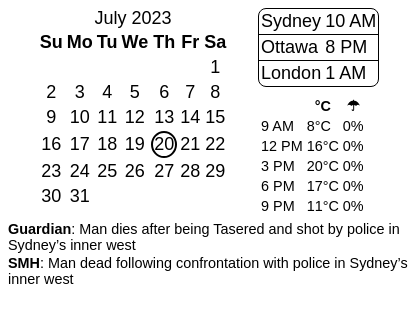 July 2023
Su Mo Tu We Th Fr Sa
1
2 3 4 5 6 7 8
9 10 11 12 13 14 15
16 17 18 19 20 21 22
23 24 25 26 27 28 29
30 31
Sydney 10 AM
Ottawa 8 PM
London 1 AM
°C ☂
9 AM 8°C 0%
12 PM 16°C 0%
3 PM 20°C 0%
6 PM 17°C 0%
9 PM 11°C 0%
Guardian: Man dies after being Tasered and shot by police in
Sydney’s inner west
SMH: Man dead following confrontation with police in Sydney’s
inner west